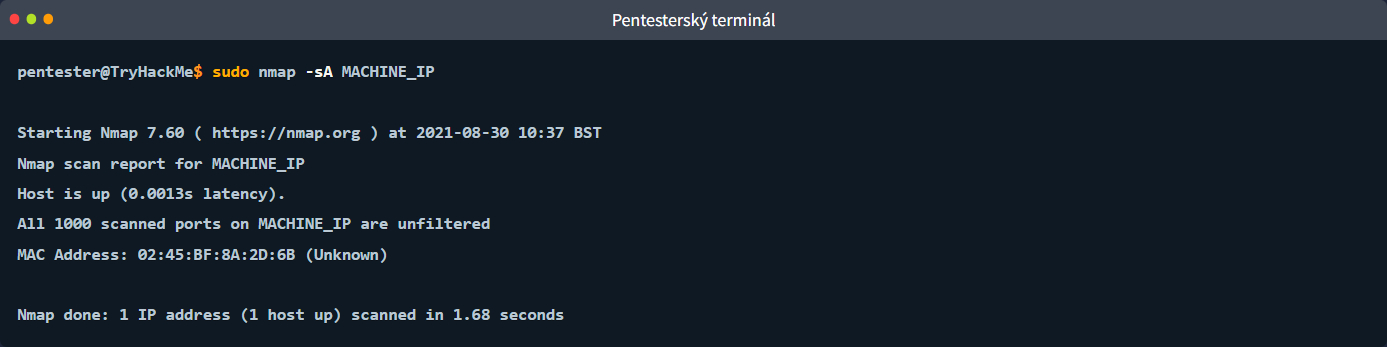 Pentesterský terminál
pentester@TryHackMe$ sudo nmap -sA MACHINE_IP
Starting Nmap 7.60 ( https://nmap.org ) at 2021-08-30 10:37 BST
Nmap scan report for MACHINE_IP
Host is up (0.0013s latency).
All 1000 scanned ports on MACHINE_IP are unfiltered
MAC Address: 02:45:BF:8A:2D:6B (Unknown)
Nmap done: 1 IP address (1 host up) scanned in 1.68 seconds